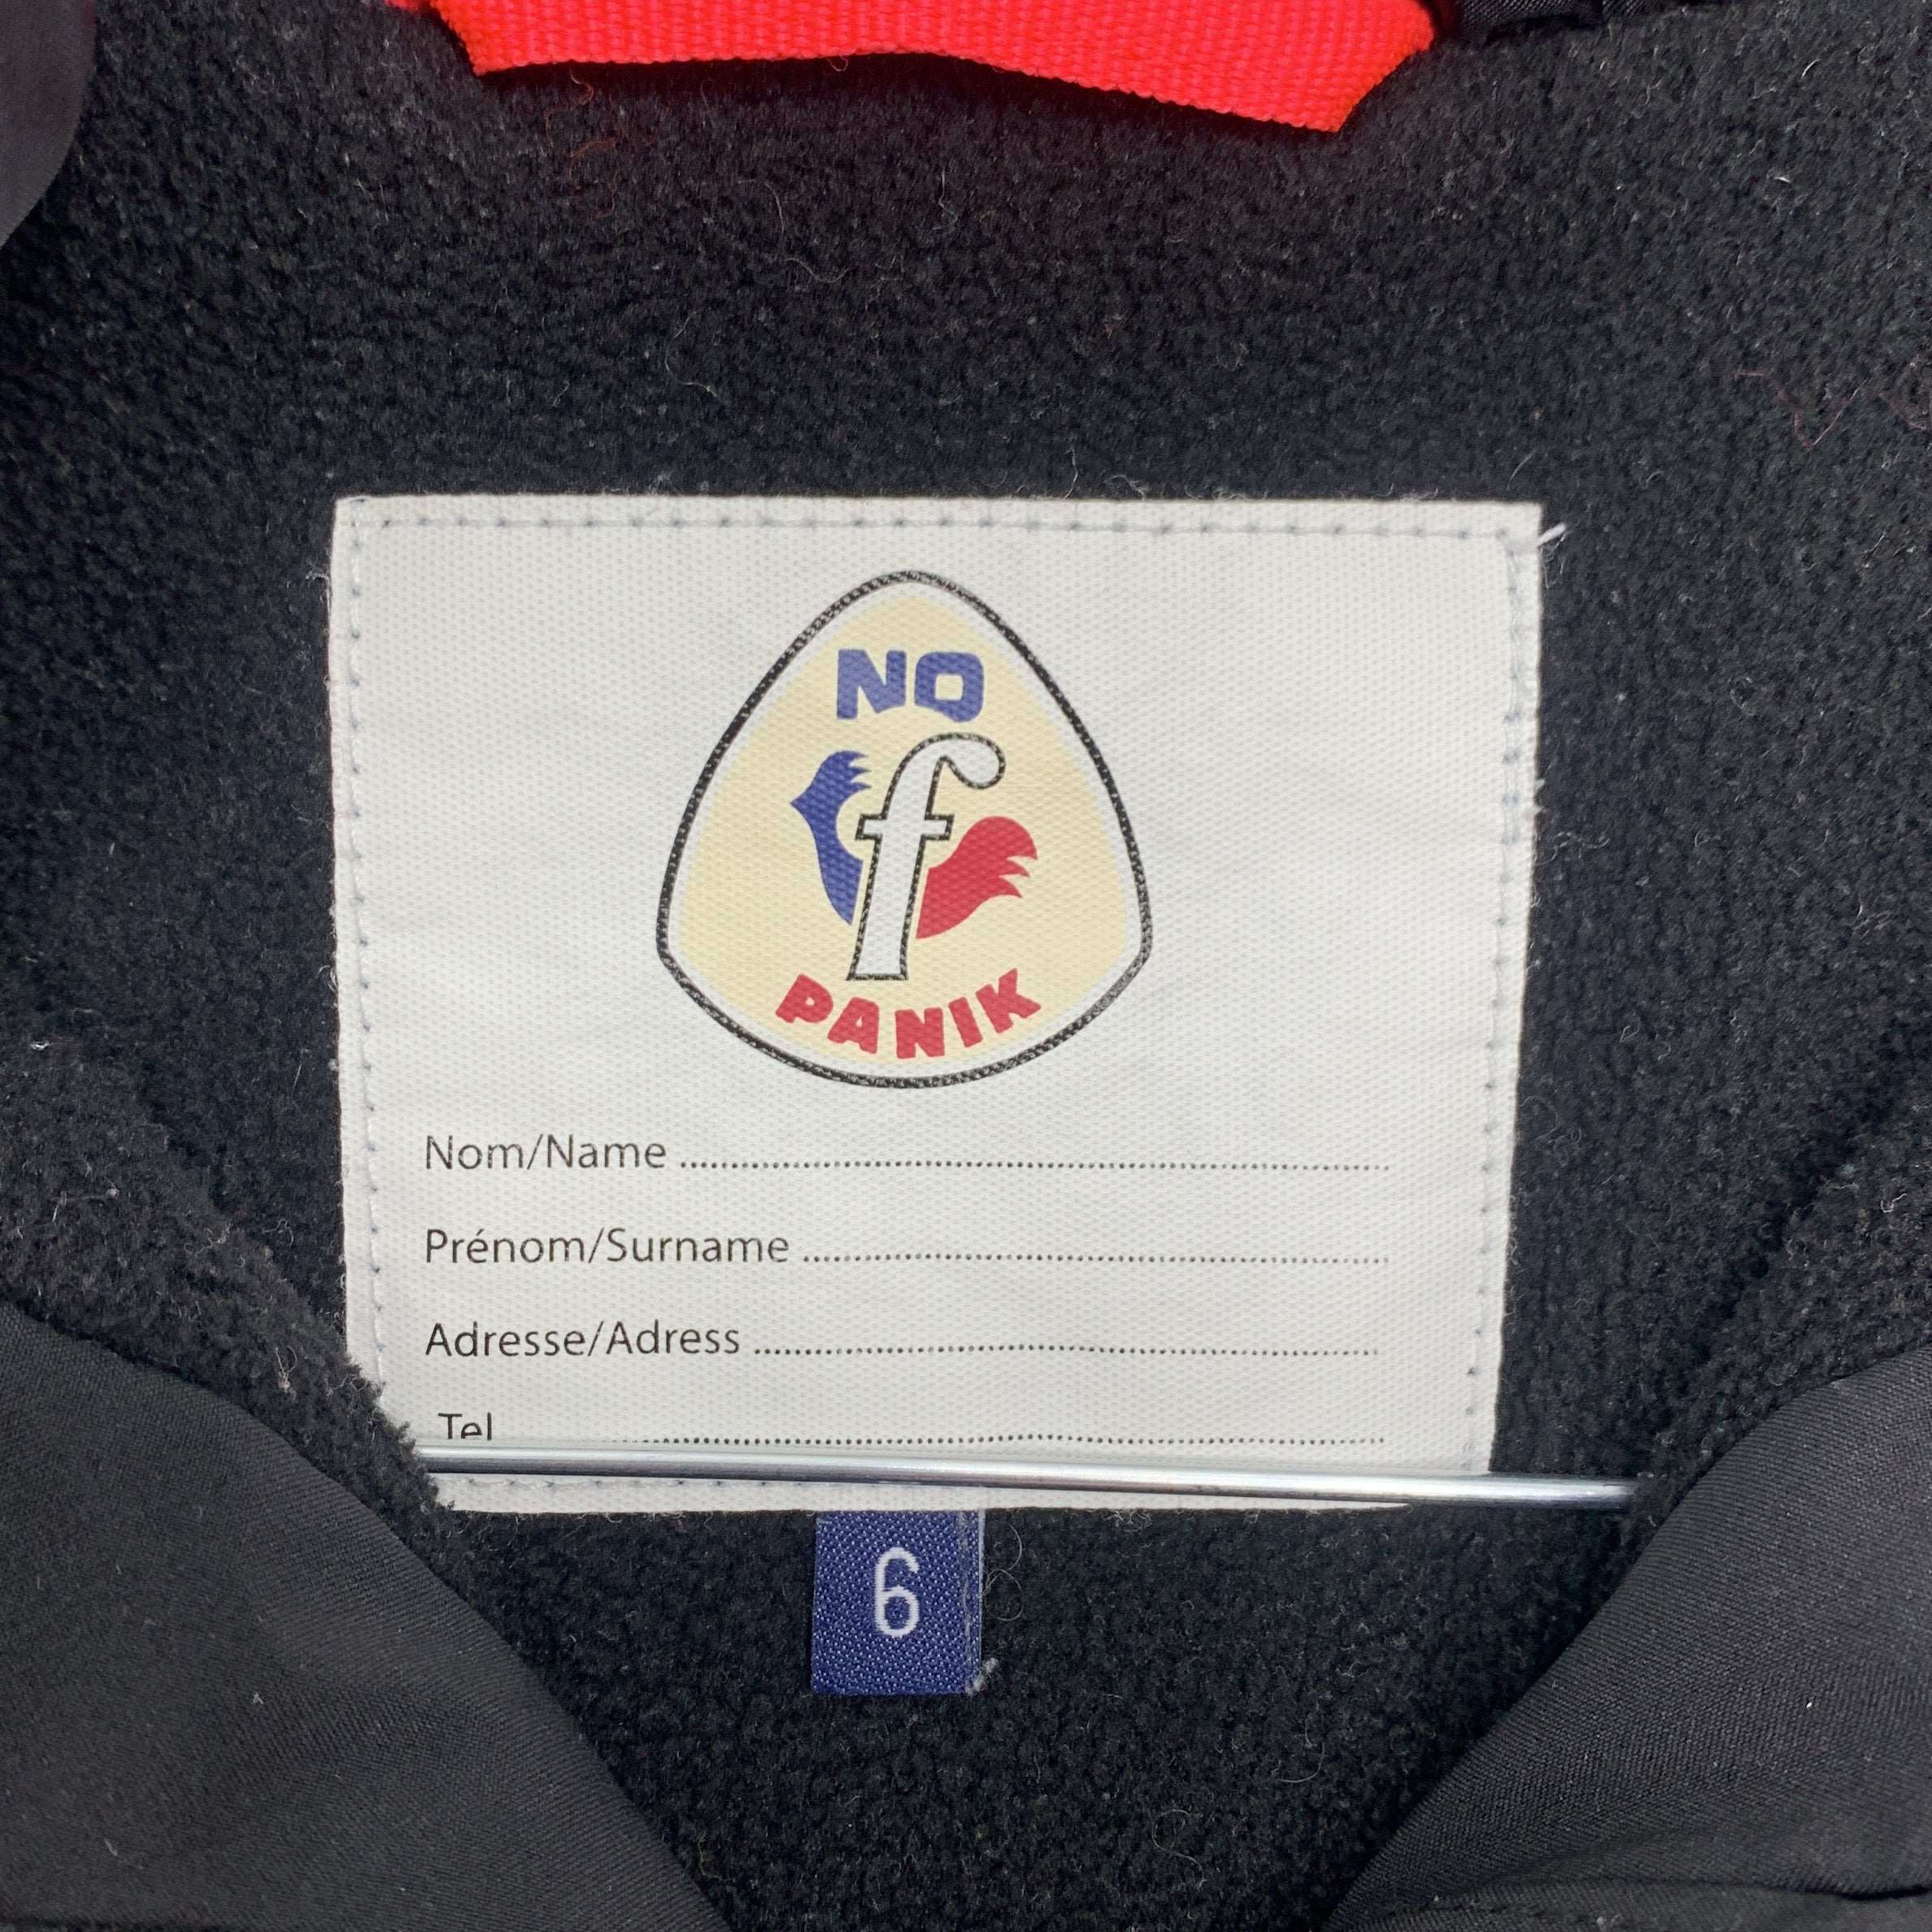 NO
f
PANIK
Nom/Name ............................................................
Prénom/Surname ..................................................
Adresse/Adress ......................................................
Tel ............................................................
6